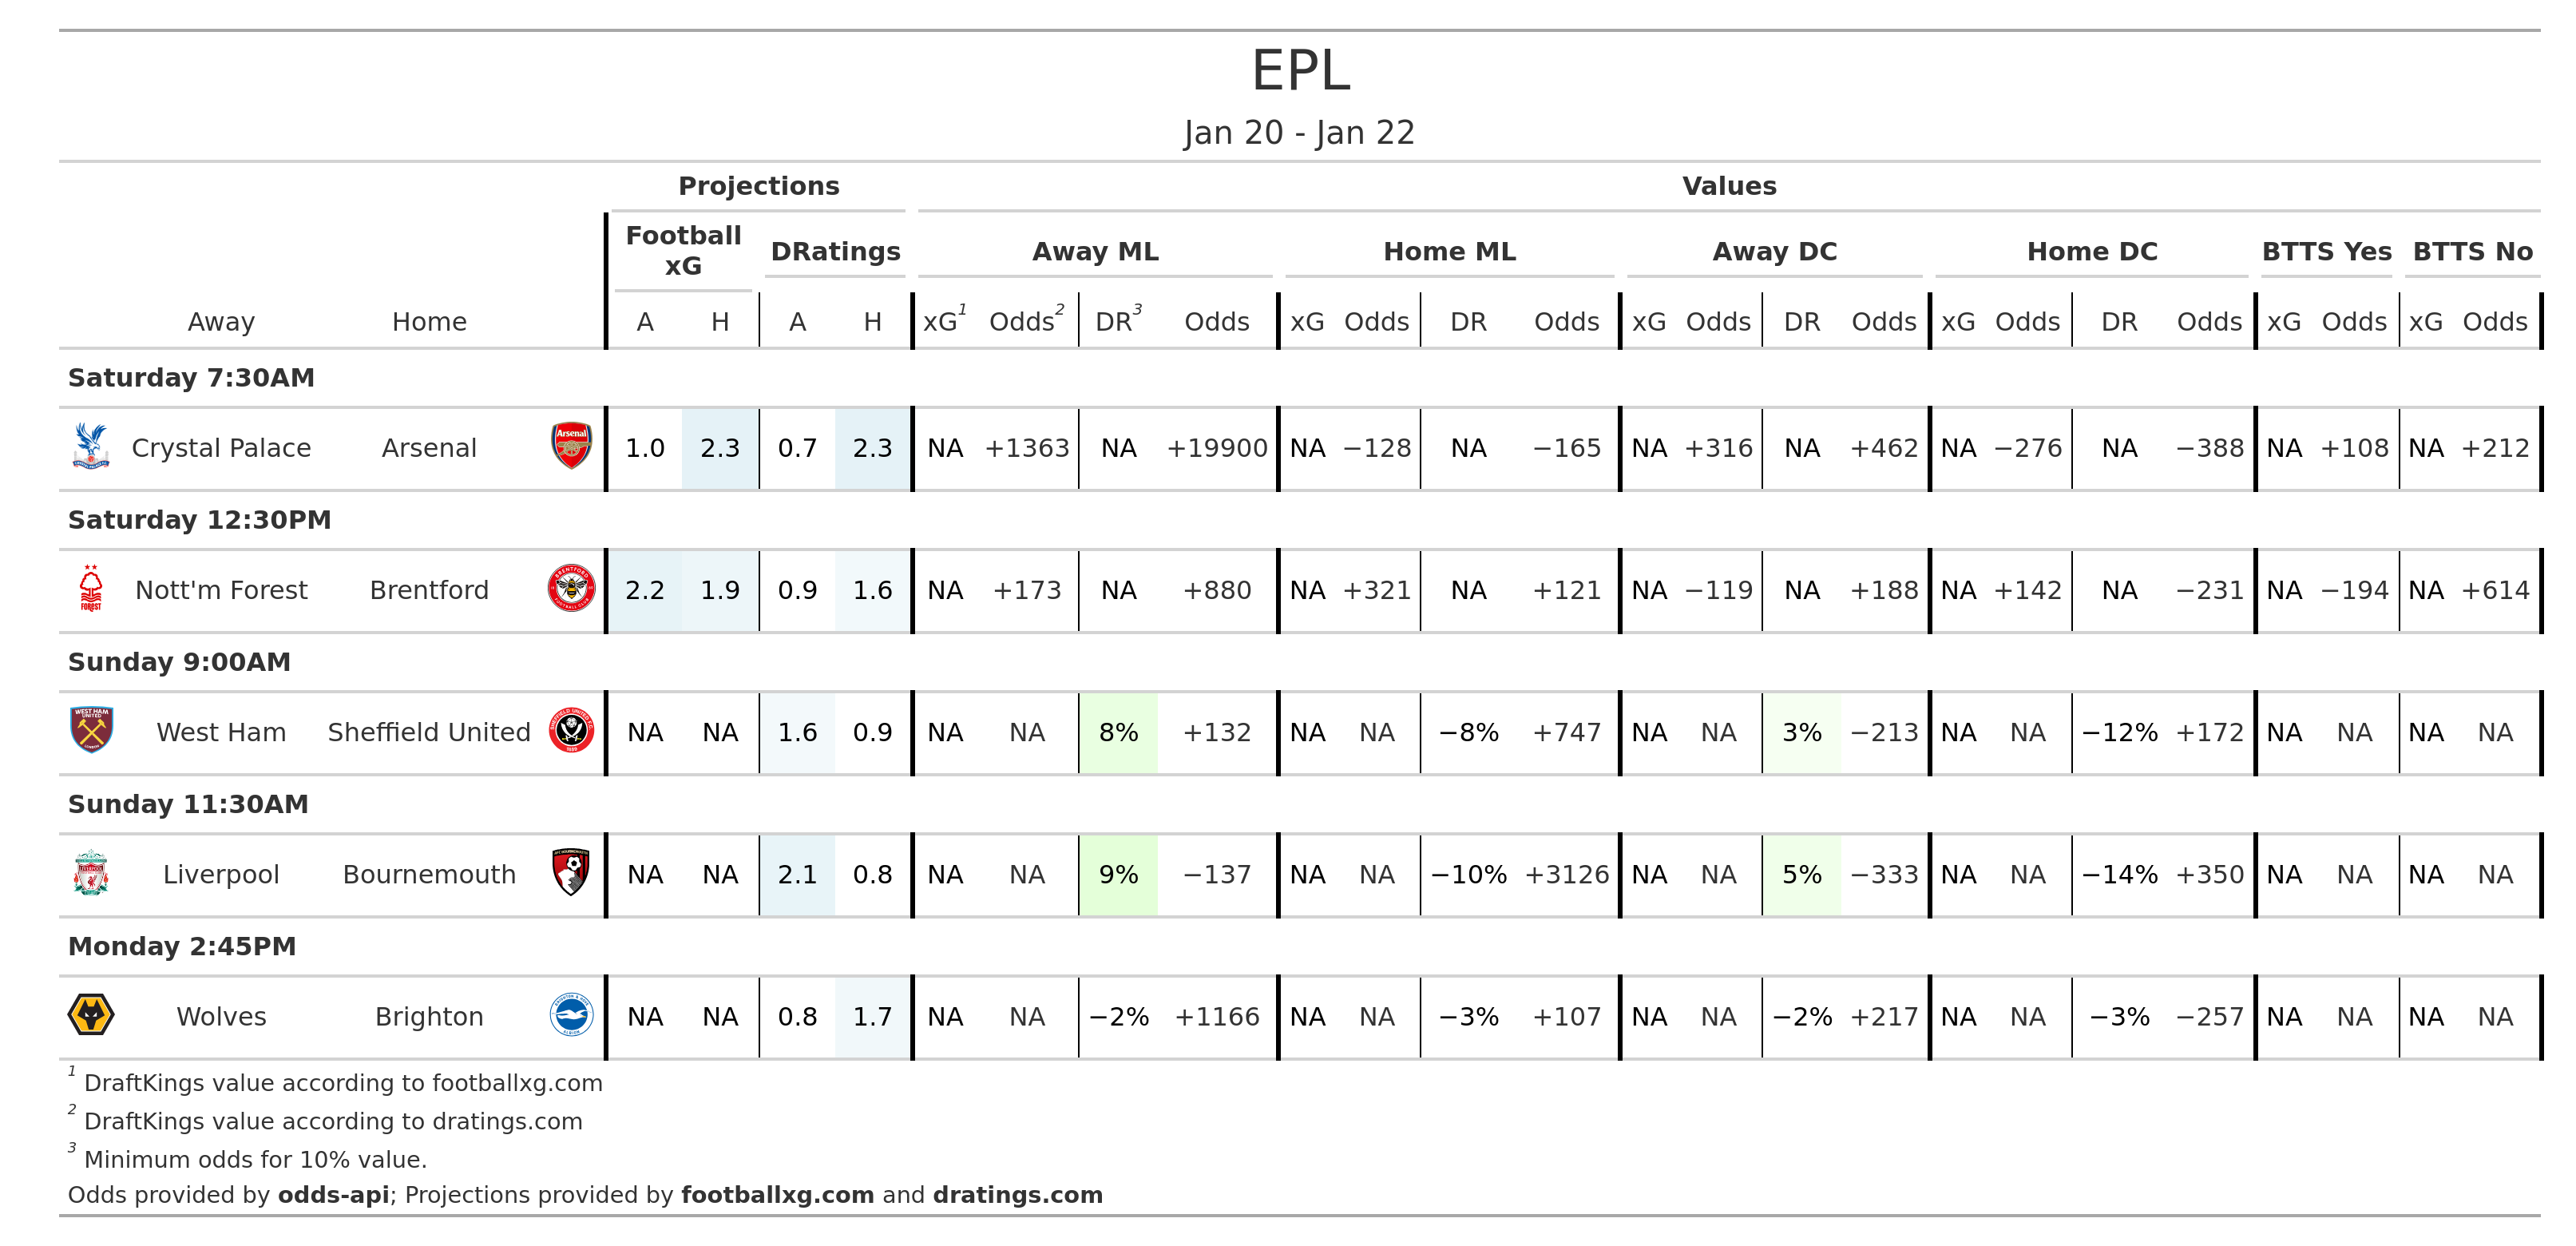 EPL
Jan 20 - Jan 22
Projections Values
Football xG DRatings Away ML Home ML Away DC Home DC BTTS Yes BTTS No
Away Home A H A H xG1 Odds2 DR3 Odds xG Odds DR Odds xG Odds DR Odds xG Odds DR Odds xG Odds xG Odds
Saturday 7:30AM
Crystal Palace Arsenal 1.0 2.3 0.7 2.3 NA +1363 NA +19900 NA −128 NA −165 NA +316 NA +462 NA −276 NA −388 NA +108 NA +212
Saturday 12:30PM
Nott'm Forest Brentford 2.2 1.9 0.9 1.6 NA +173 NA +880 NA +321 NA +121 NA −119 NA +188 NA +142 NA −231 NA −194 NA +614
Sunday 9:00AM
West Ham Sheffield United NA NA 1.6 0.9 NA NA 8% +132 NA NA −8% +747 NA NA 3% −213 NA NA −12% +172 NA NA NA NA
Sunday 11:30AM
Liverpool Bournemouth NA NA 2.1 0.8 NA NA 9% −137 NA NA −10% +3126 NA NA 5% −333 NA NA −14% +350 NA NA NA NA
Monday 2:45PM
Wolves Brighton NA NA 0.8 1.7 NA NA −2% +1166 NA NA −3% +107 NA NA −2% +217 NA NA −3% −257 NA NA NA NA
1 DraftKings value according to footballxg.com
2 DraftKings value according to dratings.com
3 Minimum odds for 10% value.
Odds provided by odds-api; Projections provided by footballxg.com and dratings.com